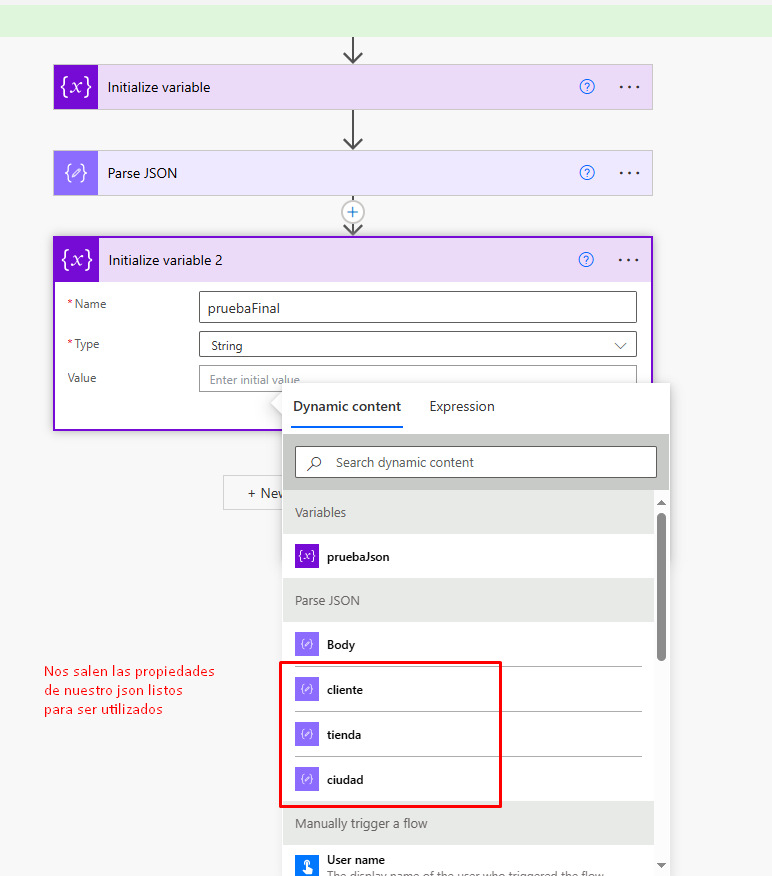 {x} Initialize variable
Parse JSON
{x} Initialize variable 2
* Name
pruebaFinal
* Type
String
Value
Enter initial value
Dynamic content
Expression
Search dynamic content
+ New
Variables
{x} pruebaJson
Parse JSON
Body
Nos salen las propiedades
de nuestro json listos
para ser utilizados
cliente
tienda
ciudad
Manually trigger a flow
User name
The display name of the user who triggered the flow